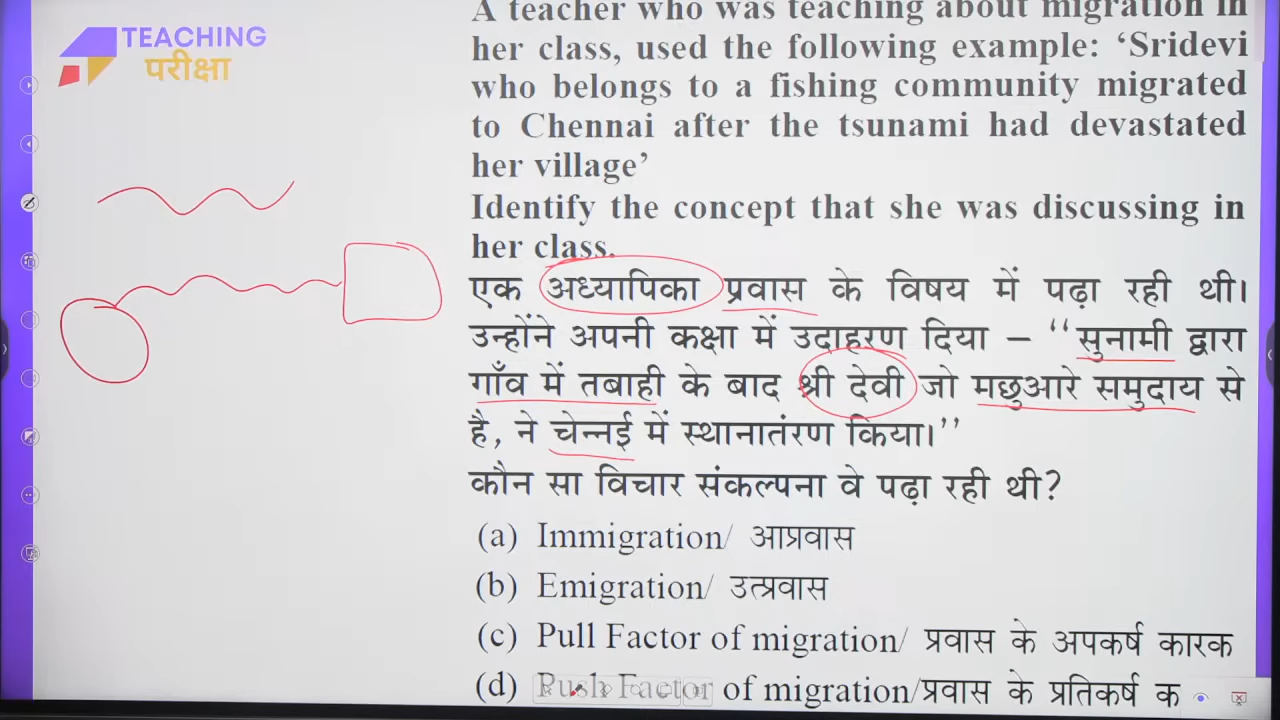 TEACHING
परीक्षा
A teacher who was teaching about migration in
her class, used the following example: ‘Sridevi
who belongs to a fishing community migrated
to Chennai after the tsunami had devastated
her village’
Identify the concept that she was discussing in
her class.
एक अध्यापिका प्रवास के विषय में पढ़ा रही थी।
उन्होंने अपनी कक्षा में उदाहरण दिया – ‘‘सुनामी द्वारा
गाँव में तबाही के बाद श्री देवी जो मछुआरे समुदाय से
है, ने चेन्नई में स्थानातंरण किया।’’
कौन सा विचार संकल्पना वे पढ़ा रही थी?
(a) Immigration/ आप्रवास
(b) Emigration/ उत्प्रवास
(c) Pull Factor of migration/ प्रवास के अपकर्ष कारक
(d) Push Factor of migration/प्रवास के प्रतिकर्ष क